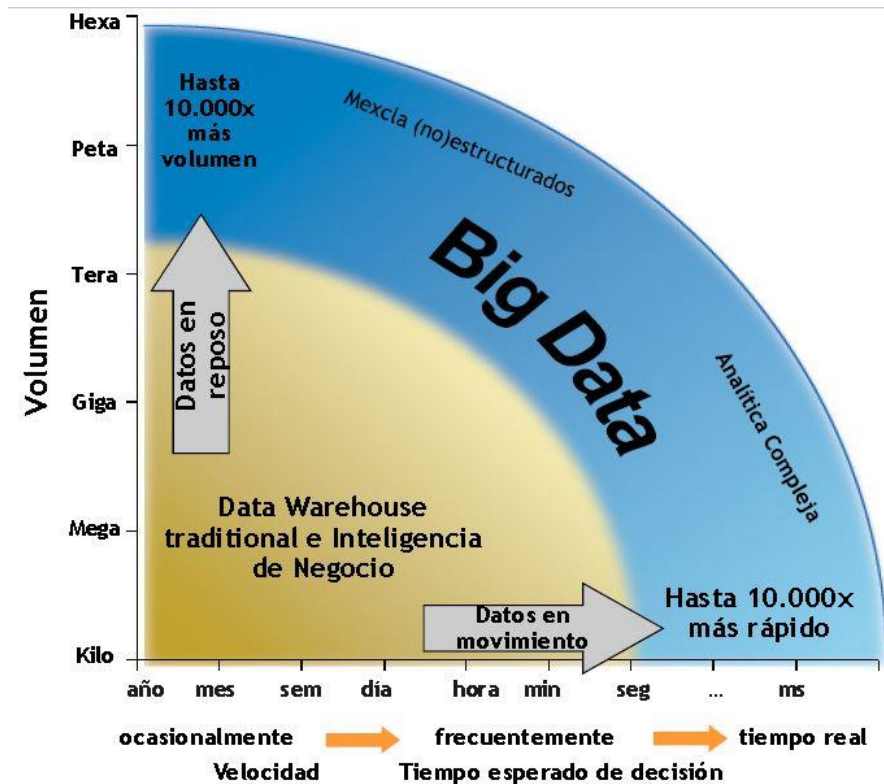 Hexa
Hasta
10.000x
más
volumen
Mexcla (no)estructurados
Peta
Big Data
Tera
Datos en
reposo
Volumen
Giga
Analítica Compleja
Data Warehouse
traditional e Inteligencia
de Negocio
Mega
Hasta 10.000x
más rápido
Datos en
movimiento
Kilo
año mes sem día hora min seg ... ms
ocasionalmente frecuentemente tiempo real
Velocidad Tiempo esperado de decisión